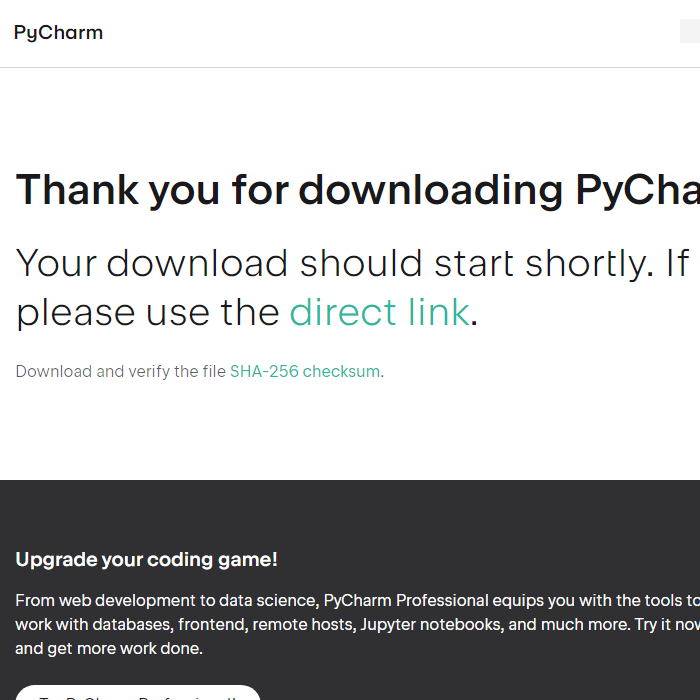 PyCharm
Thank you for downloading
Your download should start shortly. If
please use the direct link.
Download and verify the file SHA-256 checksum.
Upgrade your coding game!
From web development to data science, PyCharm Professional equips you with the tools to
work with databases, frontend, remote hosts, Jupyter notebooks, and much more. Try it now
and get more work done.